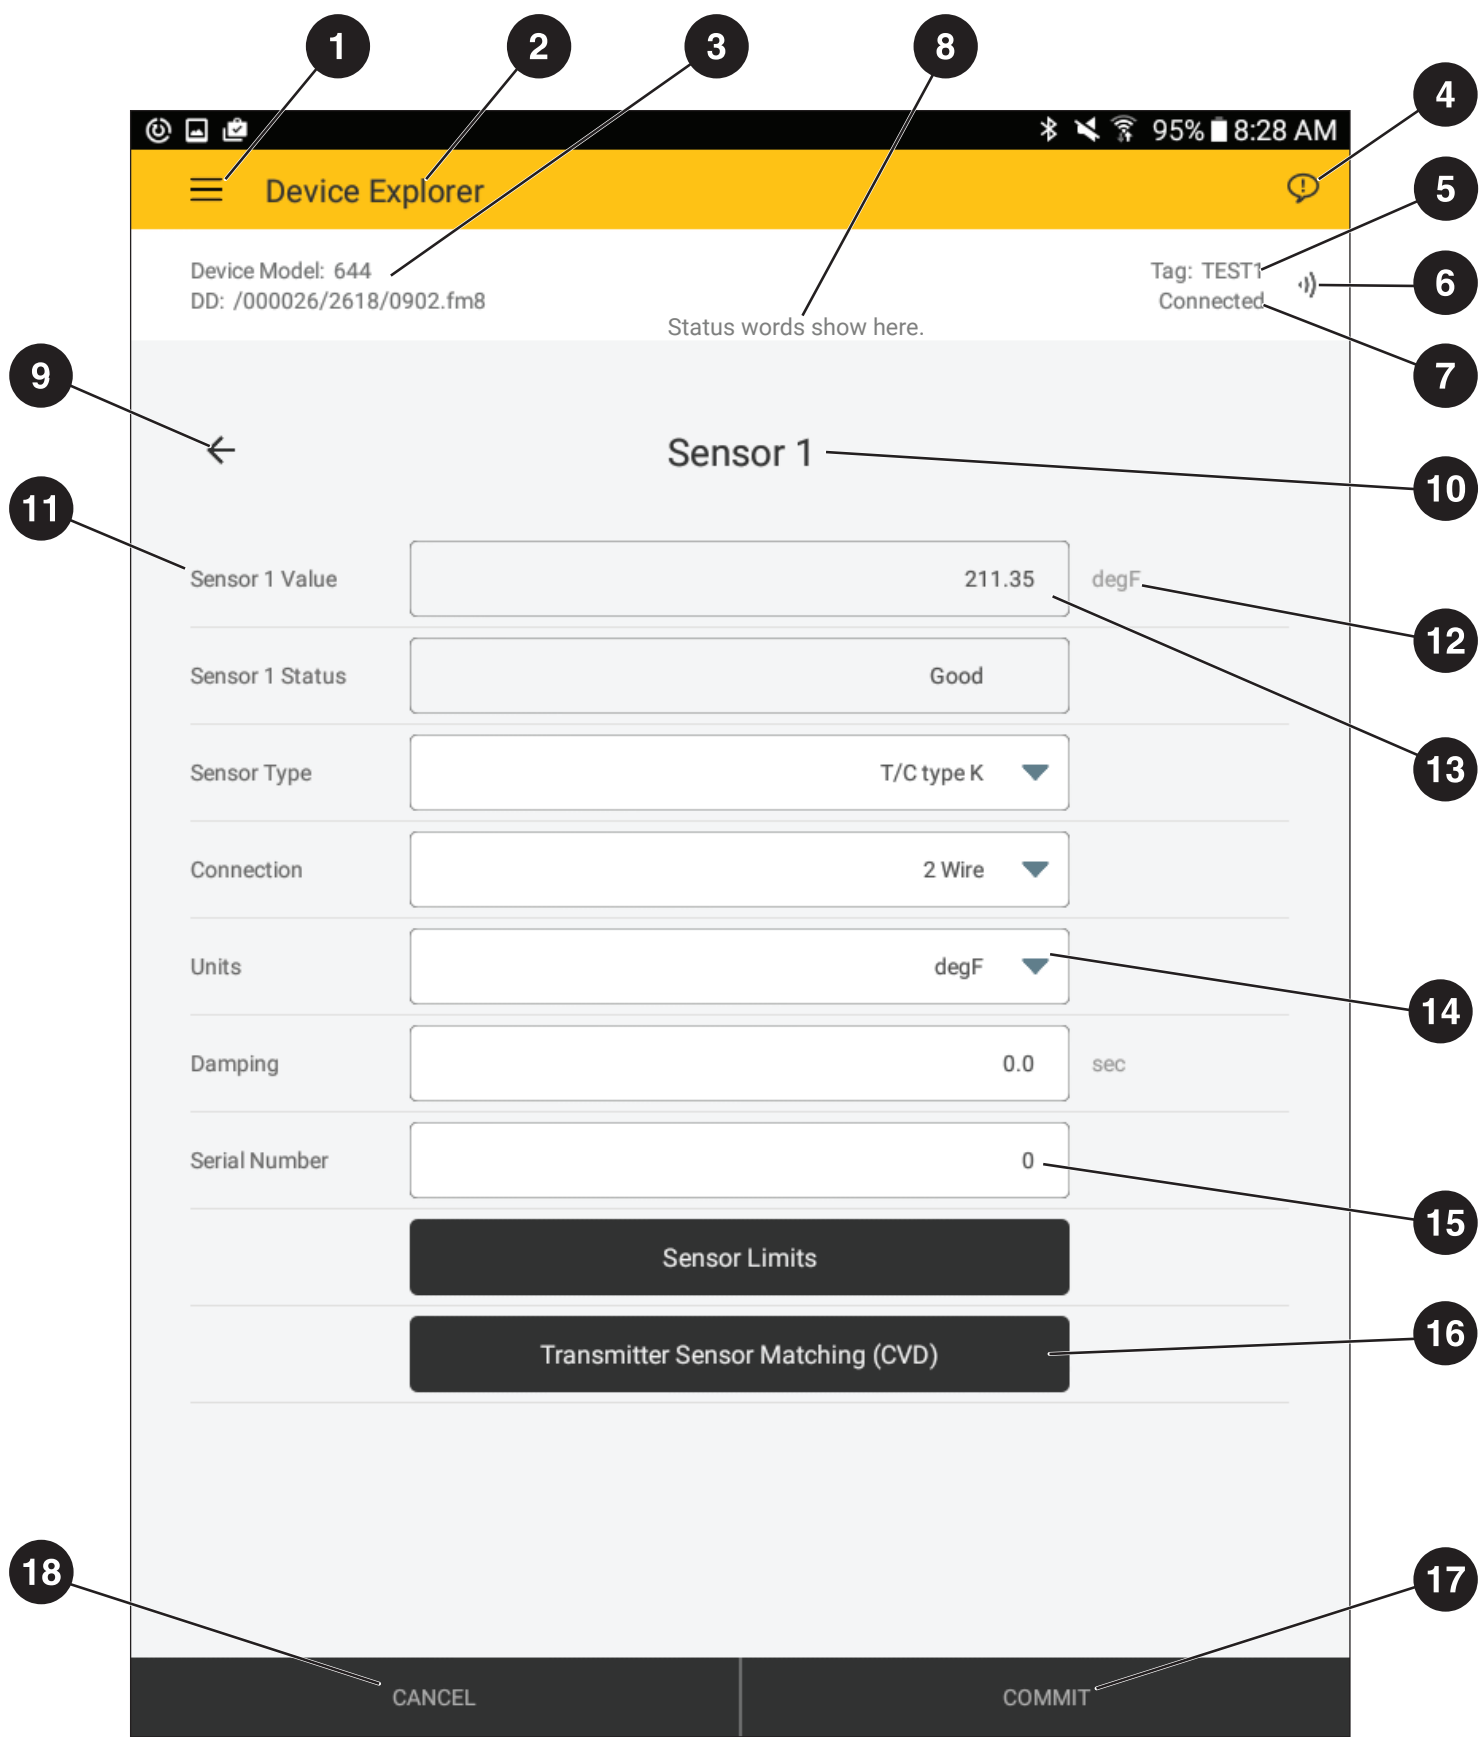 1 2 3 8
4
95% 8:28 AM
Device Explorer
5
Device Model: 644
Tag: TEST1
6
DD: /000026/2618/0902.fm8
Connected
Status words show here.
9
7
Sensor 1
10
11
Sensor 1 Value 211.35 degF
12
Sensor 1 Status Good
Sensor Type T/C type K
13
Connection 2 Wire
Units degF
14
Damping 0.0 sec
Serial Number 0
15
Sensor Limits
16
Transmitter Sensor Matching (CVD)
18
17
CANCEL COMMIT